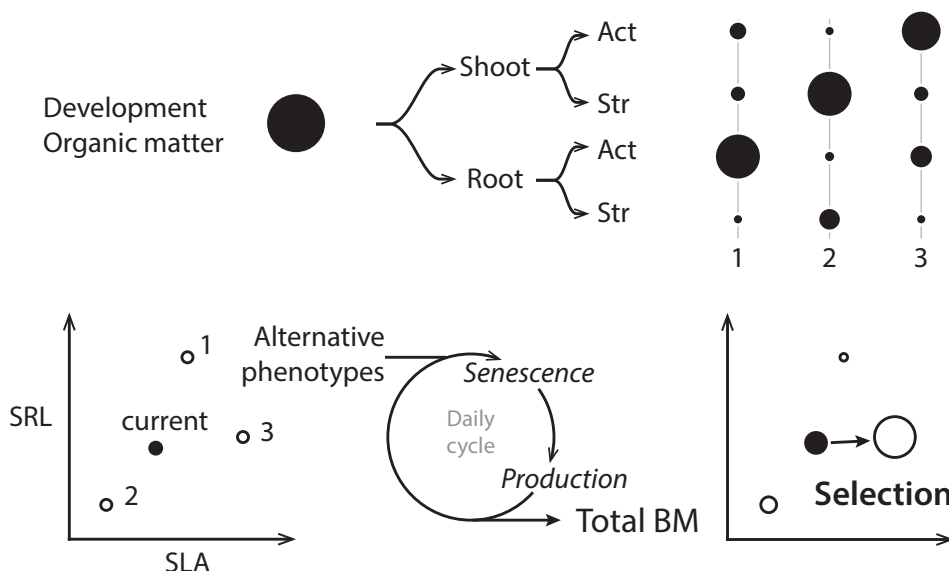 Development
Organic matter
Shoot
Root
Act
Str
Act
Str
1
2
3
SRL
SLA
current
1
2
3
Alternative
phenotypes
Senescence
Daily
cycle
Production
Total BM
Selection